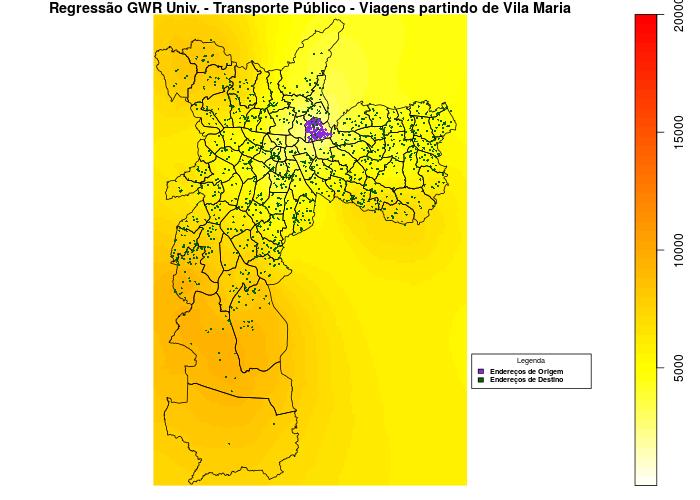 Regressão GWR Univ. - Transporte Público - Viagens partindo de Vila Maria
20000
15000
10000
5000
Legenda
Endereços de Origem
Endereços de Destino